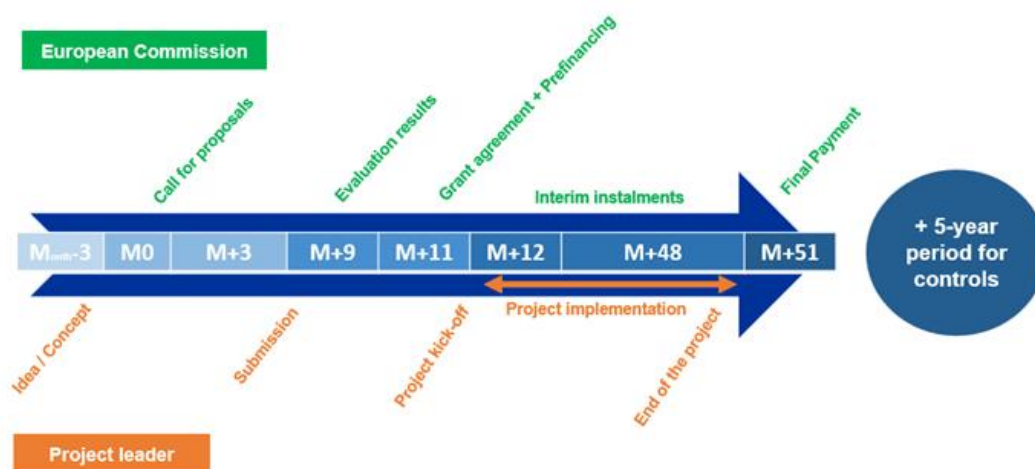 European Commission
Call for proposals
Evaluation results
Grant agreement + Prefinancing
Interim instalments
Final Payment
Month-3
M0
M+3
M+9
M+11
M+12
M+48
M+51
+ 5-year
period for
controls
Idea / Concept
Submission
Project kick-off
Project implementation
End of the project
Project leader